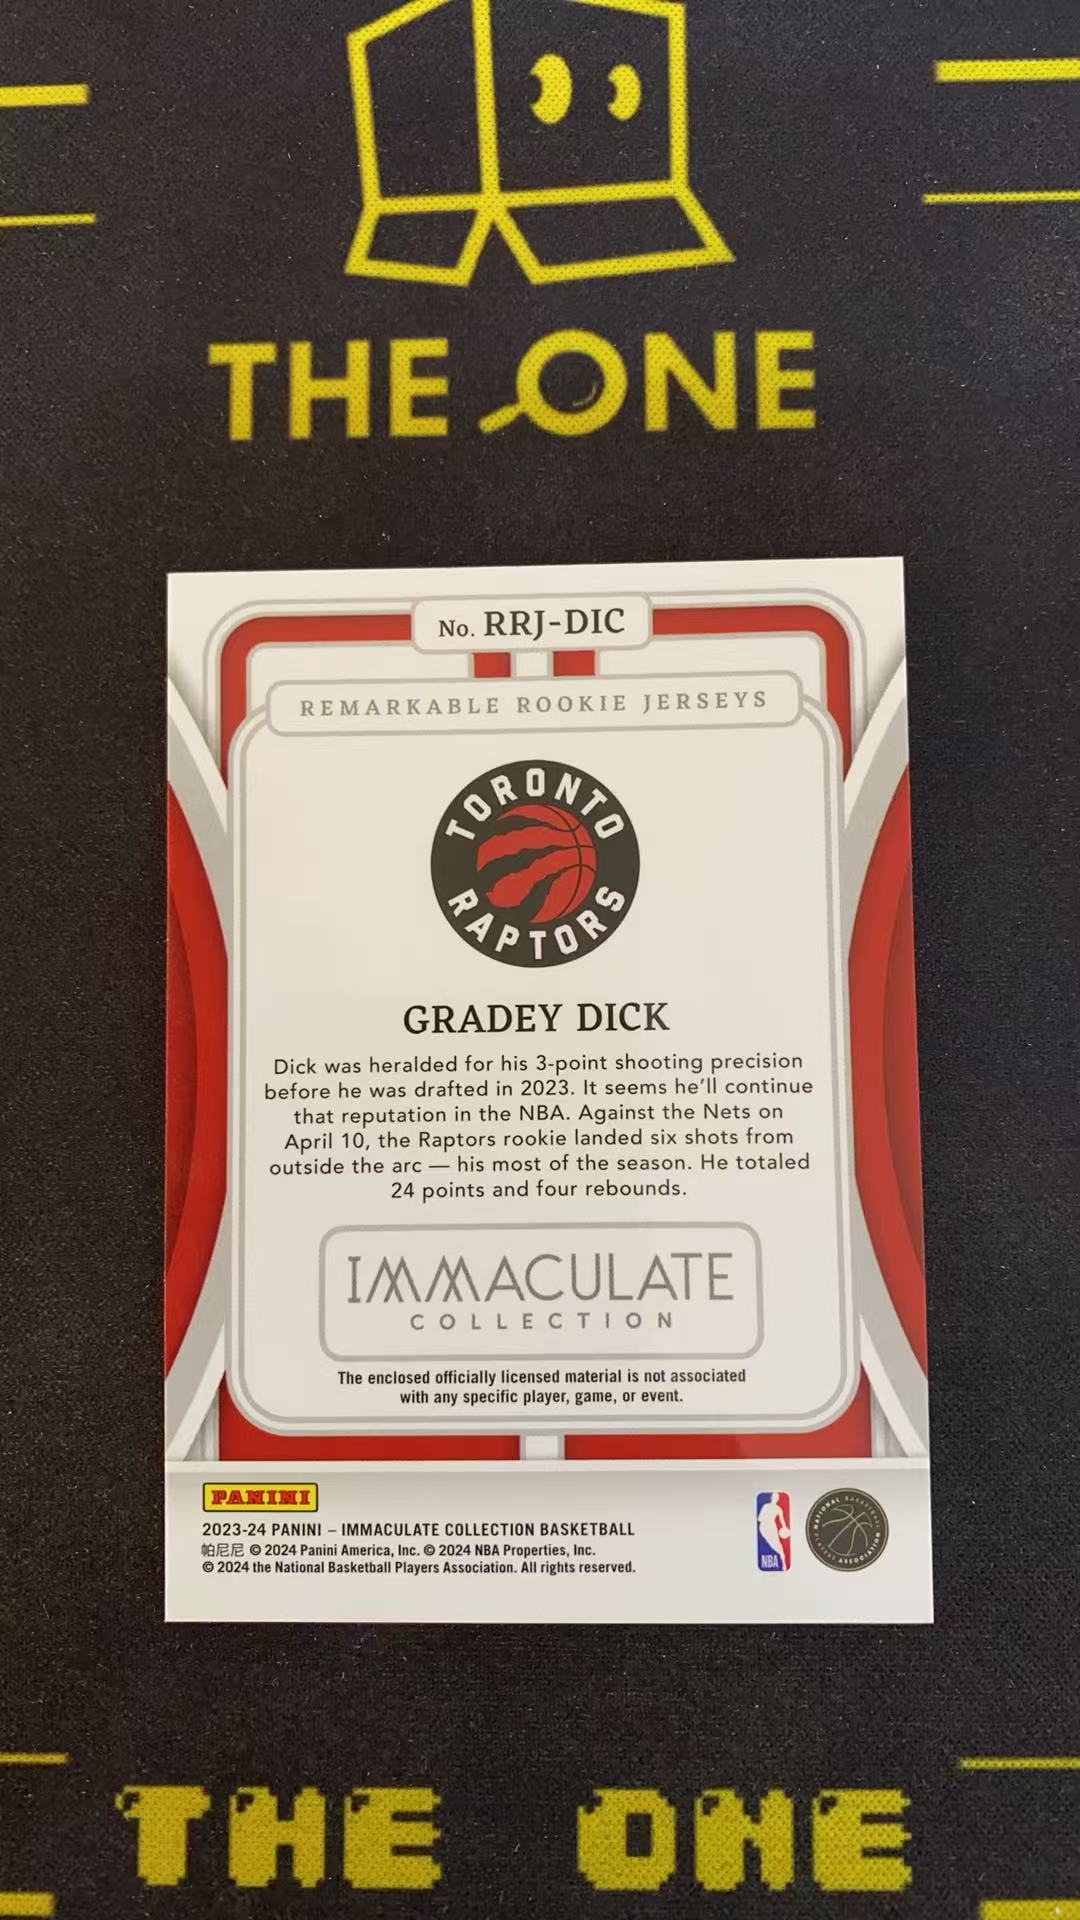 THE ONE
No. RRJ-DIC
REMARKABLE ROOKIE JERSEYS
TORONTO
RAPTORS
GRADEY DICK
Dick was heralded for his 3-point shooting precision
before he was drafted in 2023. It seems he'll continue
that reputation in the NBA. Against the Nets on
April 10, the Raptors rookie landed six shots from
outside the arc — his most of the season. He totaled
24 points and four rebounds.
IMMACULATE
COLLECTION
The enclosed officially licensed material is not associated
with any specific player, game, or event.
PANINI
2023-24 PANINI – IMMACULATE COLLECTION BASKETBALL
帕尼尼 © 2024 Panini America, Inc. © 2024 NBA Properties, Inc.
© 2024 the National Basketball Players Association. All rights reserved.
NBA
NATIONAL BASKETBALL
PLAYERS ASSOCIATION
THE ONE